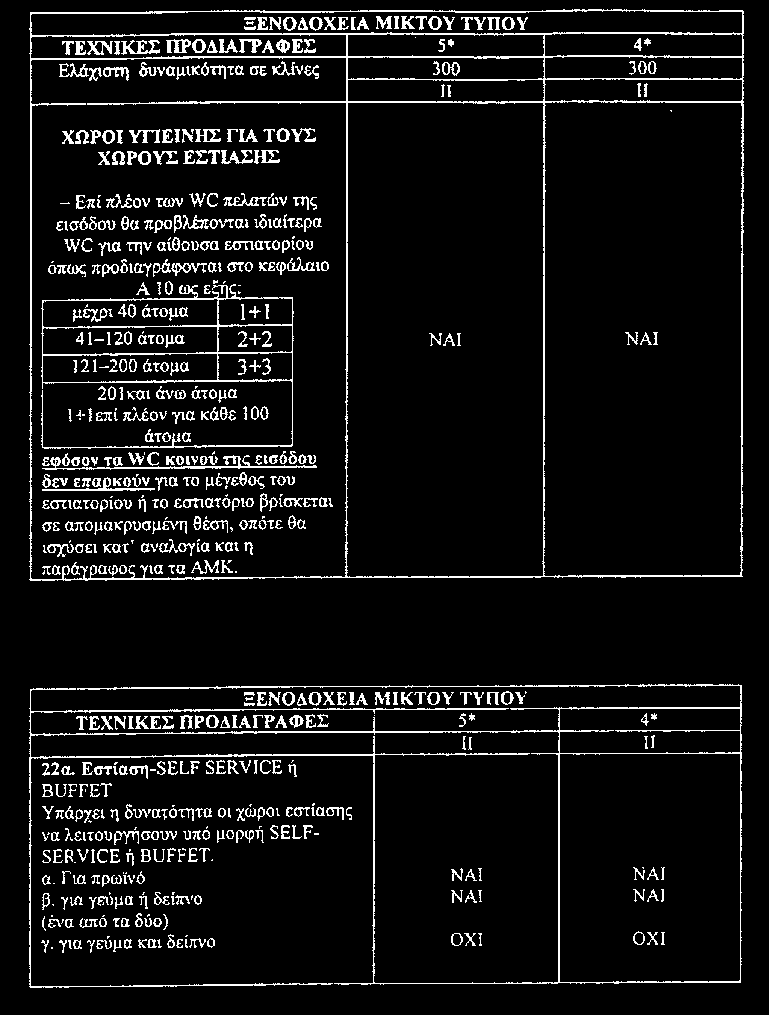 ΞΕΝΟΔΟΧΕΙΑ ΜΙΚΤΟΥ ΤΥΠΟΥ
ΤΕΧΝΙΚΕΣ ΠΡΟΔΙΑΓΡΑΦΕΣ 5* 4*
Ελάχιστη δυναμικότητα σε κλίνες 300 300
Π Π
ΧΩΡΟΙ ΥΓΙΕΙΝΗΣ ΓΙΑ ΤΟΥΣ
ΧΩΡΟΥΣ ΕΣΤΙΑΣΗΣ
– Επί πλέον των WC πελατών της
εισόδου θα προβλέπονται ιδιαίτερα
WC για την αίθουσα εστιατορίου
όπως προδιαγράφονται στο κεφάλαιο
Α 10 ως εξής:
μέχρι 40 άτομα 1+1
41–120 άτομα 2+2 ΝΑΙ ΝΑΙ
121–200 άτομα 3+3
201και άνω άτομα
1+1επί πλέον για κάθε 100
άτομα
εφόσον τα WC κοινού της εισόδου
δεν επαρκούν για το μέγεθος του
εστιατορίου ή το εστιατόριο βρίσκεται
σε απομακρυσμένη θέση, οπότε θα
ισχύσει κατ' αναλογία και η
παράγραφος για τα ΑΜΚ.
ΞΕΝΟΔΟΧΕΙΑ ΜΙΚΤΟΥ ΤΥΠΟΥ
ΤΕΧΝΙΚΕΣ ΠΡΟΔΙΑΓΡΑΦΕΣ 5* 4*
Π Π
22α. Εστίαση-SELF SERVICE ή
BUFFET
Υπάρχει η δυνατότητα οι χώροι εστίασης
να λειτουργήσουν υπό μορφή SELF-
SERVICE ή BUFFET.
α. Για πρωϊνό ΝΑΙ ΝΑΙ
β. για γεύμα ή δείπνο ΝΑΙ ΝΑΙ
(ένα από τα δύο)
γ. για γεύμα και δείπνο ΟΧΙ ΟΧΙ